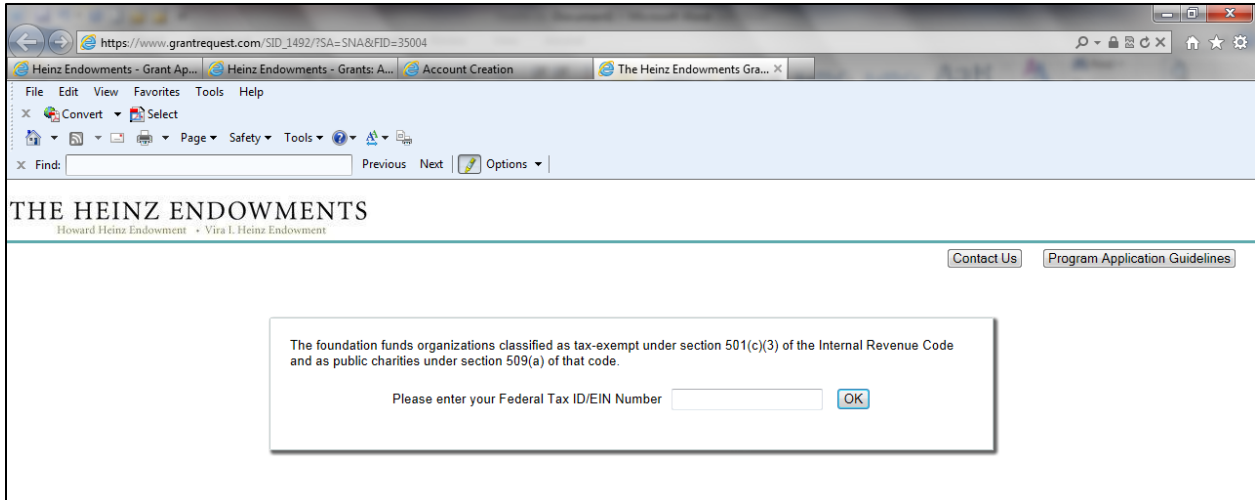 https://www.grantrequest.com/SID_1492/?SA=SNA&FID=35004
Heinz Endowments - Grant Ap... Heinz Endowments - Grants: A... Account Creation The Heinz Endowments Gra...
File Edit View Favorites Tools Help
x Convert Select
Page Safety Tools
x Find: Previous Next Options
THE HEINZ ENDOWMENTS
Howard Heinz Endowment • Vira I. Heinz Endowment
Contact Us Program Application Guidelines
The foundation funds organizations classified as tax-exempt under section 501(c)(3) of the Internal Revenue Code
and as public charities under section 509(a) of that code.
Please enter your Federal Tax ID/EIN Number OK